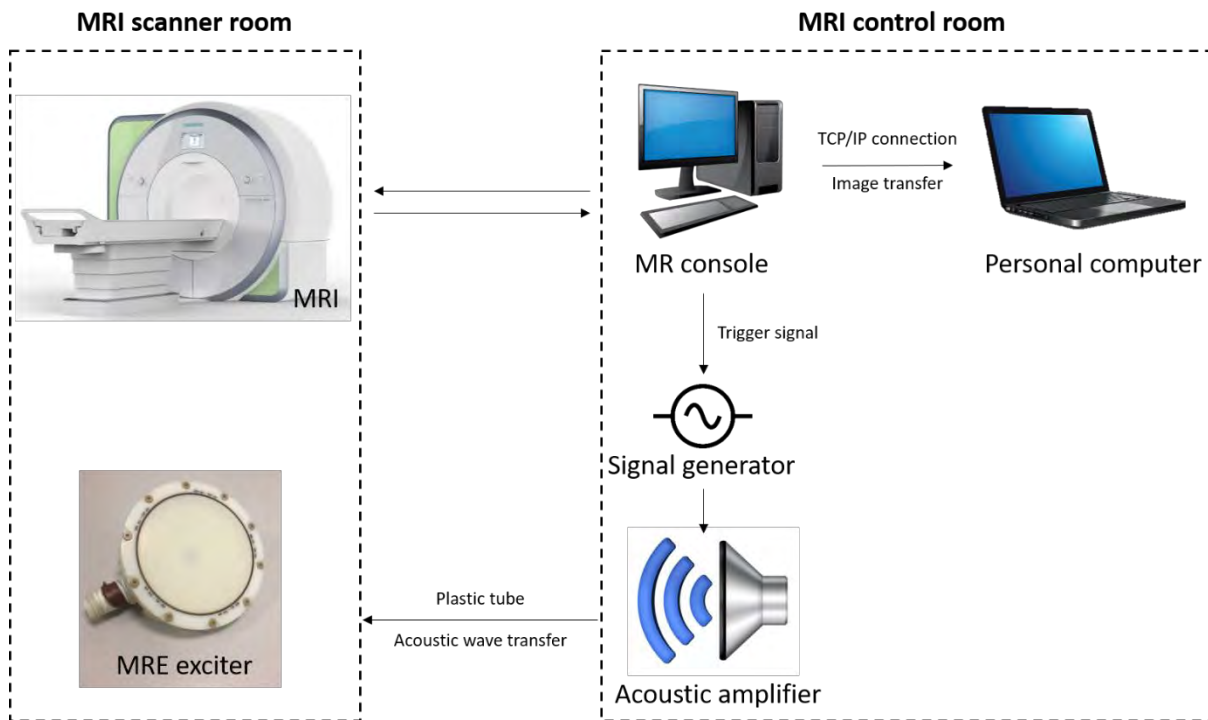 MRI scanner room
MRI control room
MRI
TCP/IP connection
Image transfer
MR console
Personal computer
Trigger signal
Signal generator
Plastic tube
Acoustic wave transfer
MRE exciter
Acoustic amplifier